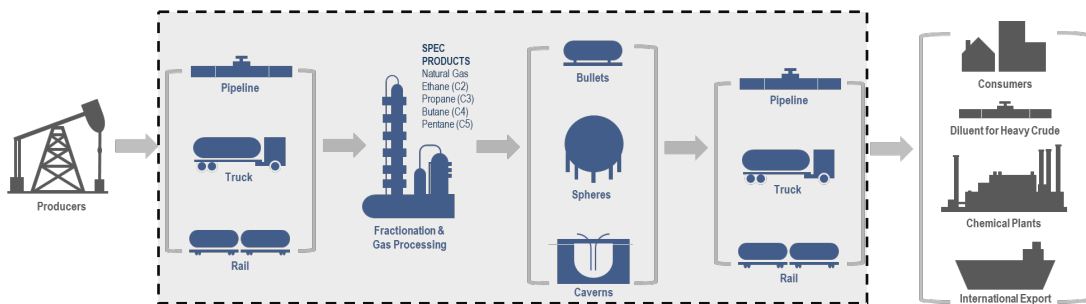 Producers
Pipeline
Truck
Rail
SPEC
PRODUCTS
Natural Gas
Ethane (C2)
Propane (C3)
Butane (C4)
Pentane (C5)
Fractionation &
Gas Processing
Bullets
Spheres
Caverns
Pipeline
Truck
Rail
Consumers
Diluent for Heavy Crude
Chemical Plants
International Export